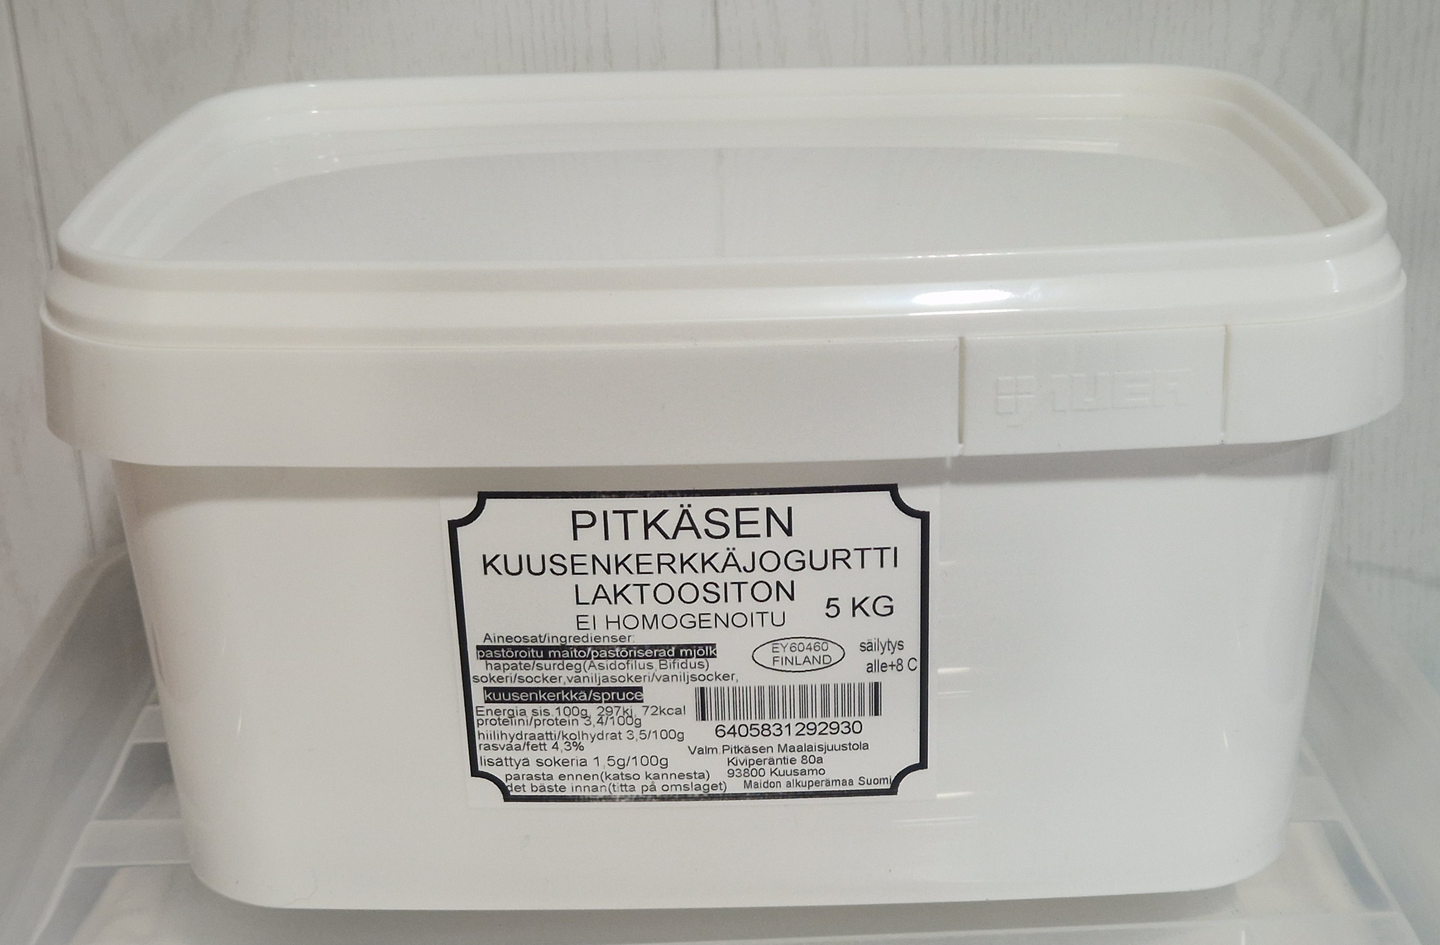 AUER
PITKÄSEN
KUUSENKERKKÄJOGURTTI
LAKTOOSITON
5 KG
EI HOMOGENOITU
Aineosat/ingredienser:
pastöroitu maito/pastöriserad mjölk
hapate/surdeg(Asidofilus,Bifidus)
sokeri/socker,vaniljasokeri/vaniljsocker,
kuusenkerkkä/spruce
Energia sis.100g, 297kj, 72kcal
proteiini/protein 3,4/100g
hiilihydraatti/kolhydrat 3,5/100g
rasvaa/fett 4,3%
lisättyä sokeria 1,5g/100g
parasta ennen(katso kannesta)
det bäste innan(titta på omslaget)
EY60460
FINLAND
säilytys
alle+8 C
6405831292930
Valm.Pitkäsen Maalaisjuustola
Kiviperäntie 80a
93800 Kuusamo
Maidon alkuperämaa Suomi